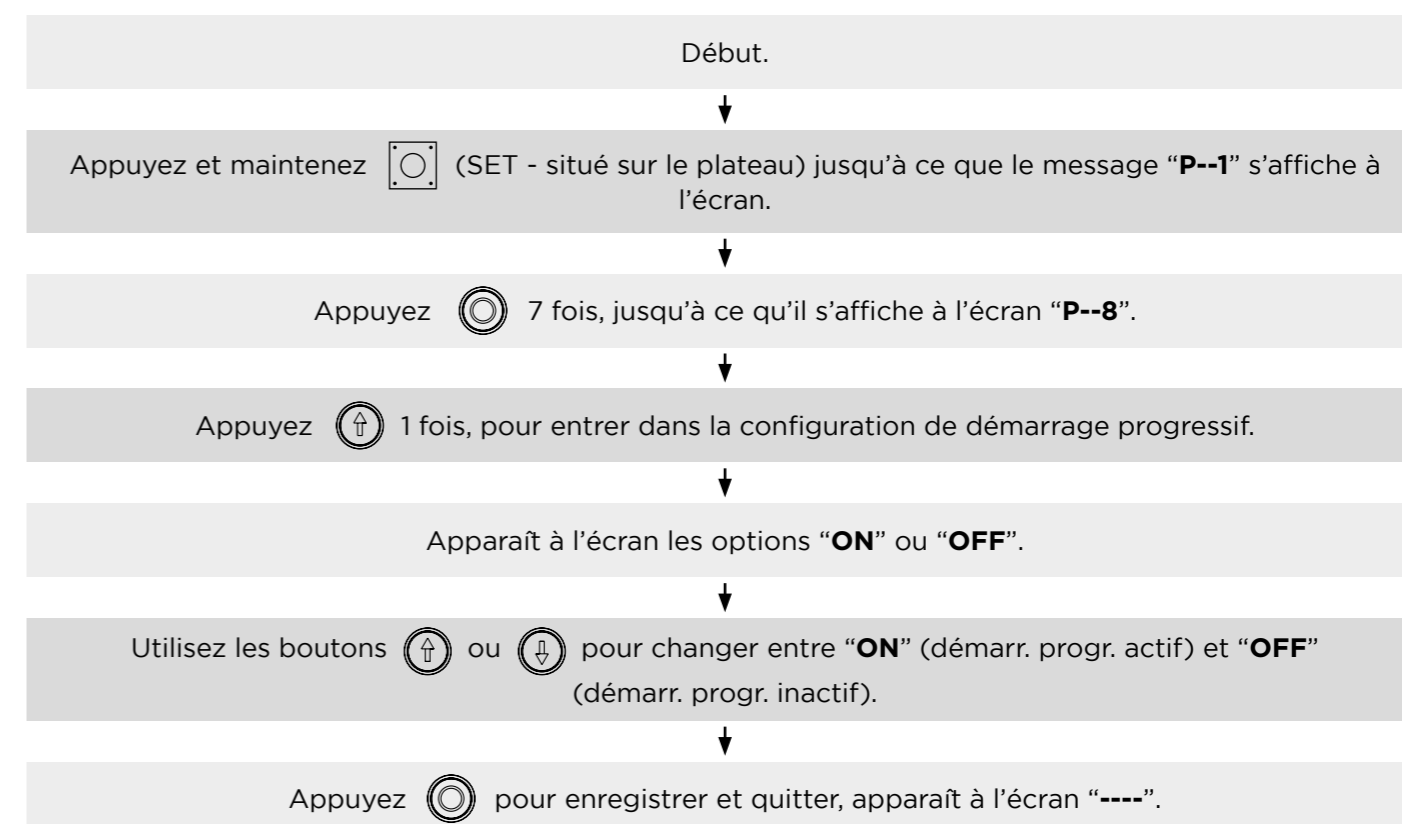 Début.
Appuyez et maintenez (SET - situé sur le plateau) jusqu’à ce que le message “P--1” s’affiche à
l’écran.
Appuyez 7 fois, jusqu’à ce qu’il s’affiche à l’écran “P--8”.
Appuyez 1 fois, pour entrer dans la configuration de démarrage progressif.
Apparaît à l’écran les options “ON” ou “OFF”.
Utilisez les boutons ou pour changer entre “ON” (démarr. progr. actif) et “OFF”
(démarr. progr. inactif).
Appuyez pour enregistrer et quitter, apparaît à l’écran “----”.